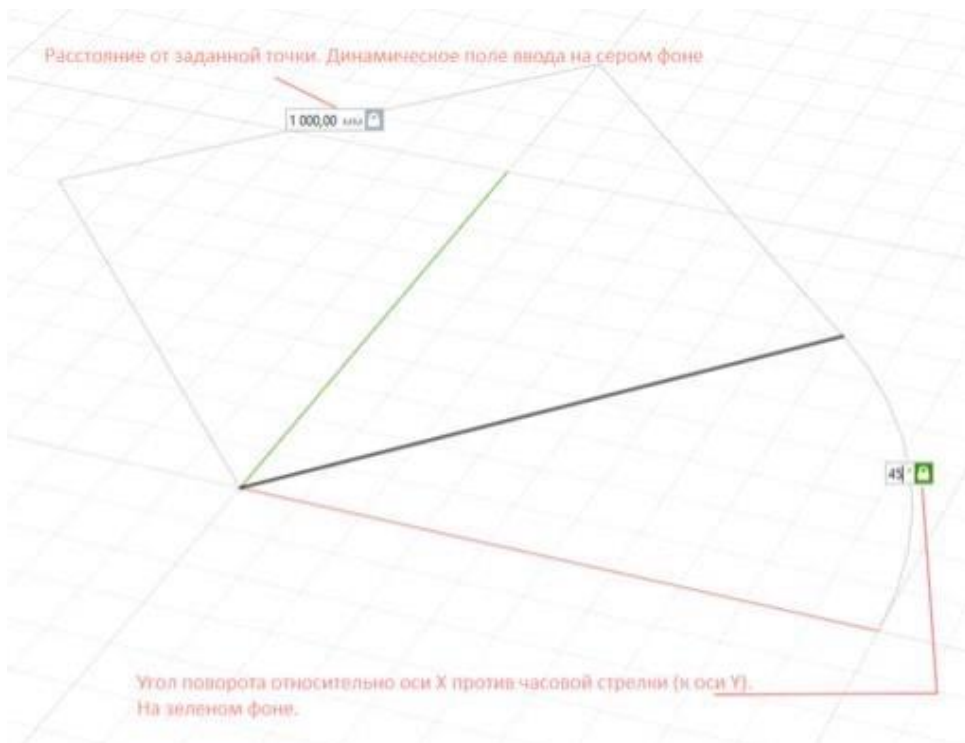 Расстояние от заданной точки. Динамическое поле ввода на сером фоне
1 000,00 мм
45 °
Угол поворота относительно оси X против часовой стрелки (к оси Y).
На зеленом фоне.